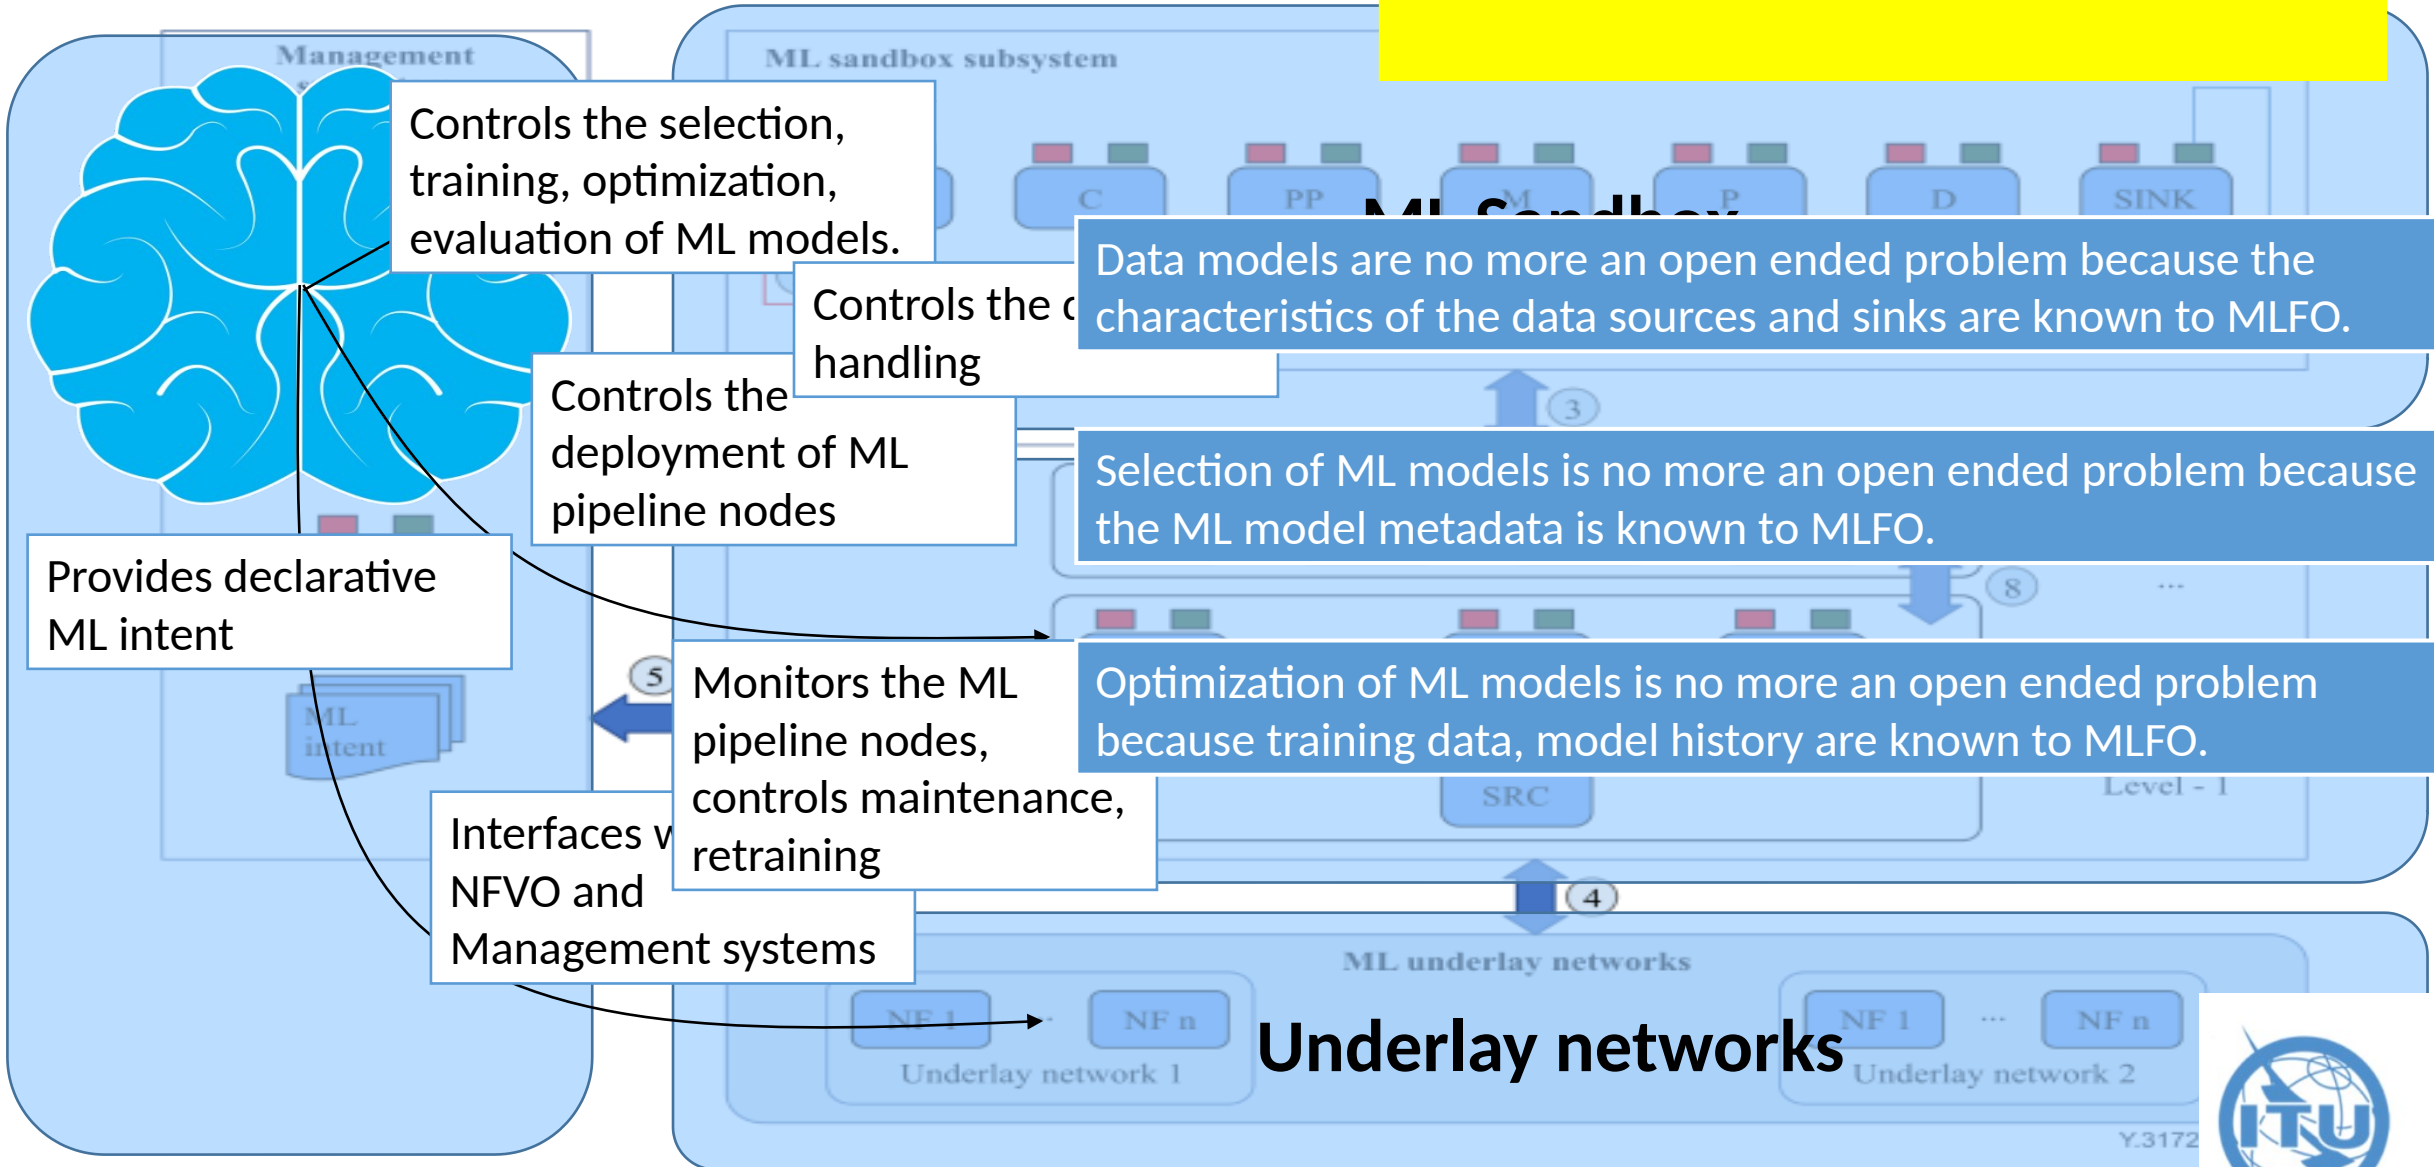 Management
ML sandbox subsystem
Controls the selection,
training, optimization,
evaluation of ML models.
C
PP
M
P
D
SINK
ML Sandbox
Data models are no more an open ended problem because the
characteristics of the data sources and sinks are known to MLFO.
Controls the
handling
Controls the
deployment of ML
pipeline nodes
3
Selection of ML models is no more an open ended problem because
the ML model metadata is known to MLFO.
8
...
Provides declarative
ML intent
5
Monitors the ML
pipeline nodes,
controls maintenance,
retraining
Optimization of ML models is no more an open ended problem
because training data, model history are known to MLFO.
ML
intent
SRC
Level - 1
Interfaces
NFVO and
Management systems
4
ML underlay networks
NF 1
...
NF n
Underlay network 1
Underlay networks
NF 1
...
NF n
Underlay network 2
Y.3172
ITU